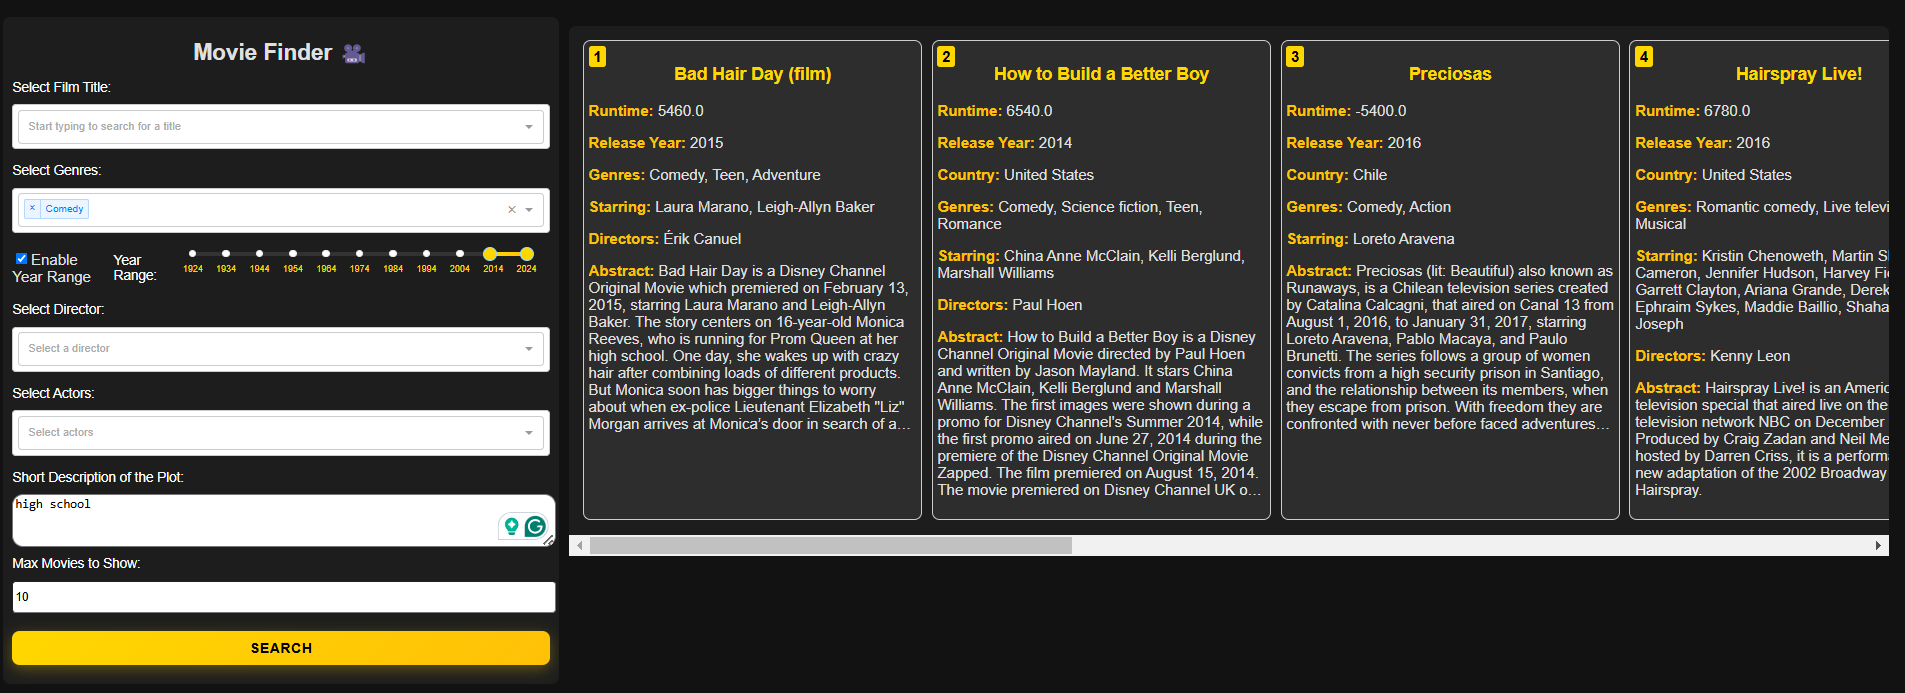 Movie Finder
Select Film Title:
Start typing to search for a title
Select Genres:
× Comedy
Enable
Year Range
Year
Range:
1924 1934 1944 1954 1964 1974 1984 1994 2004 2014 2024
Select Director:
Select a director
Select Actors:
Select actors
Short Description of the Plot:
high school
Max Movies to Show:
10
SEARCH
1
Bad Hair Day (film)
Runtime: 5460.0
Release Year: 2015
Genres: Comedy, Teen, Adventure
Starring: Laura Marano, Leigh-Allyn Baker
Directors: Érik Canuel
Abstract: Bad Hair Day is a Disney Channel
Original Movie which premiered on February 13,
2015, starring Laura Marano and Leigh-Allyn
Baker. The story centers on 16-year-old Monica
Reeves, who is running for Prom Queen at her
high school. One day, she wakes up with crazy
hair after combining loads of different products.
But Monica soon has bigger things to worry
about when ex-police Lieutenant Elizabeth "Liz"
Morgan arrives at Monica's door in search of a…
2
How to Build a Better Boy
Runtime: 6540.0
Release Year: 2014
Country: United States
Genres: Comedy, Science fiction, Teen,
Romance
Starring: China Anne McClain, Kelli Berglund,
Marshall Williams
Directors: Paul Hoen
Abstract: How to Build a Better Boy is a Disney
Channel Original Movie directed by Paul Hoen
and written by Jason Mayland. It stars China
Anne McClain, Kelli Berglund and Marshall
Williams. The first images were shown during a
promo for Disney Channel's Summer 2014, while
the first promo aired on June 27, 2014 during the
premiere of the Disney Channel Original Movie
Zapped. The film premiered on August 15, 2014.
The movie premiered on Disney Channel UK o…
3
Preciosas
Runtime: -5400.0
Release Year: 2016
Country: Chile
Genres: Comedy, Action
Starring: Loreto Aravena
Abstract: Preciosas (lit: Beautiful) also known as
Runaways, is a Chilean television series created
by Catalina Calcagni, that aired on Canal 13 from
August 1, 2016, to January 31, 2017, starring
Loreto Aravena, Pablo Macaya, and Paulo
Brunetti. The series follows a group of women
convicts from a high security prison in Santiago,
and the relationship between its members, when
they escape from prison. With freedom they are
confronted with never before faced adventures…
4
Hairspray Live!
Runtime: 6780.0
Release Year: 2016
Country: United States
Genres: Romantic comedy, Live televi
Musical
Starring: Kristin Chenoweth, Martin S
Cameron, Jennifer Hudson, Harvey Fie
Garrett Clayton, Ariana Grande, Derek
Ephraim Sykes, Maddie Baillio, Shaha
Joseph
Directors: Kenny Leon
Abstract: Hairspray Live! is an Americ
television special that aired live on the
television network NBC on December
Produced by Craig Zadan and Neil Me
hosted by Darren Criss, it is a performa
new adaptation of the 2002 Broadway
Hairspray.